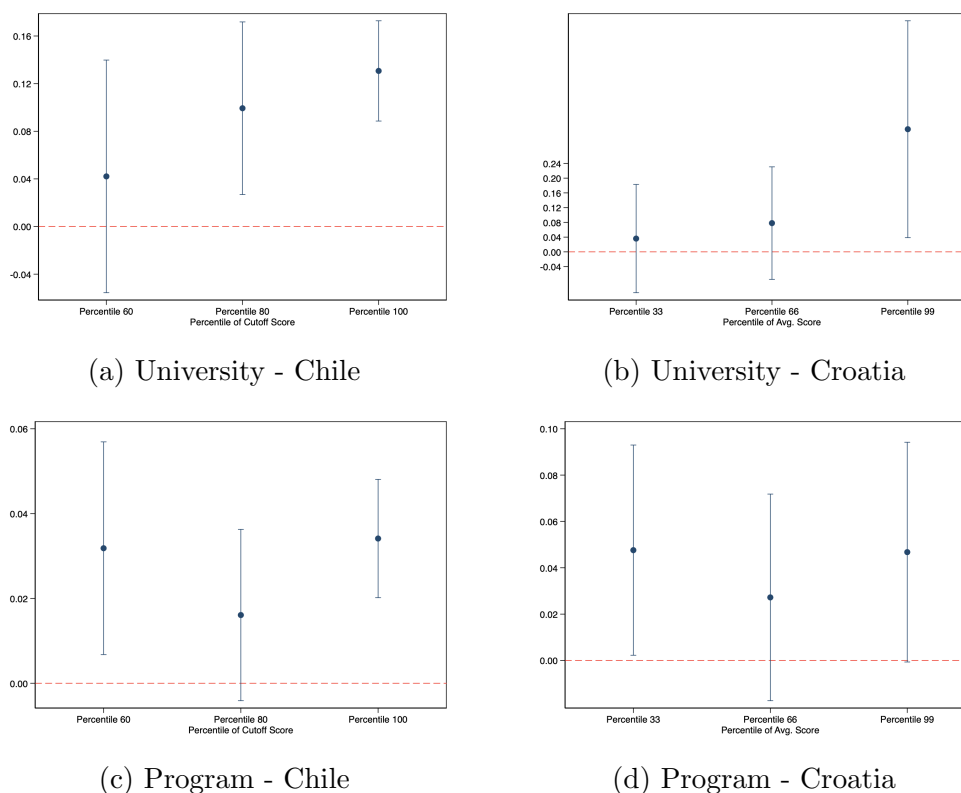 0.16
0.12
0.08
0.04
0.00
-0.04
Percentile 60 Percentile 80 Percentile 100
Percentile of Cutoff Score
(a) University - Chile
0.24
0.20
0.16
0.12
0.08
0.04
0.00
-0.04
Percentile 33 Percentile 66 Percentile 99
Percentile of Avg. Score
(b) University - Croatia
0.06
0.04
0.02
0.00
Percentile 60 Percentile 80 Percentile 100
Percentile of Cutoff Score
(c) Program - Chile
0.10
0.08
0.06
0.04
0.02
0.00
Percentile 33 Percentile 66 Percentile 99
Percentile of Avg. Score
(d) Program - Croatia